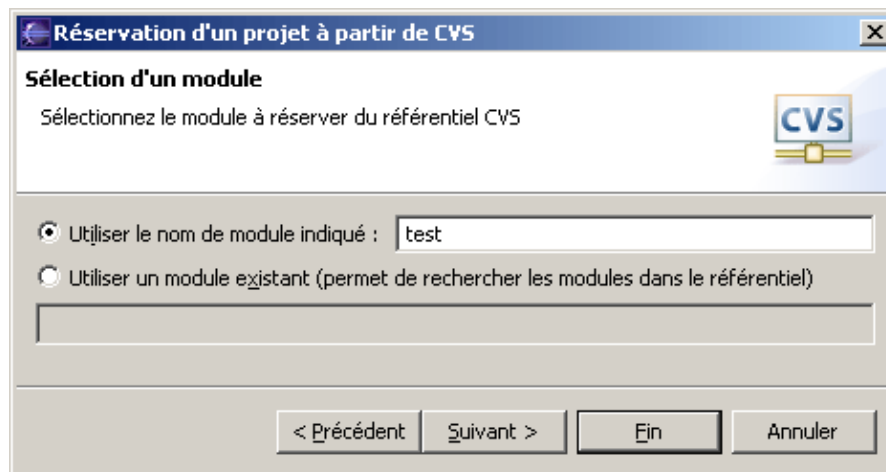 Réservation d'un projet à partir de CVS
Sélection d'un module
Sélectionnez le module à réserver du référentiel CVS
CVS
Utiliser le nom de module indiqué : test
Utiliser un module existant (permet de rechercher les modules dans le référentiel)
< Précédent Suivant > Fin Annuler